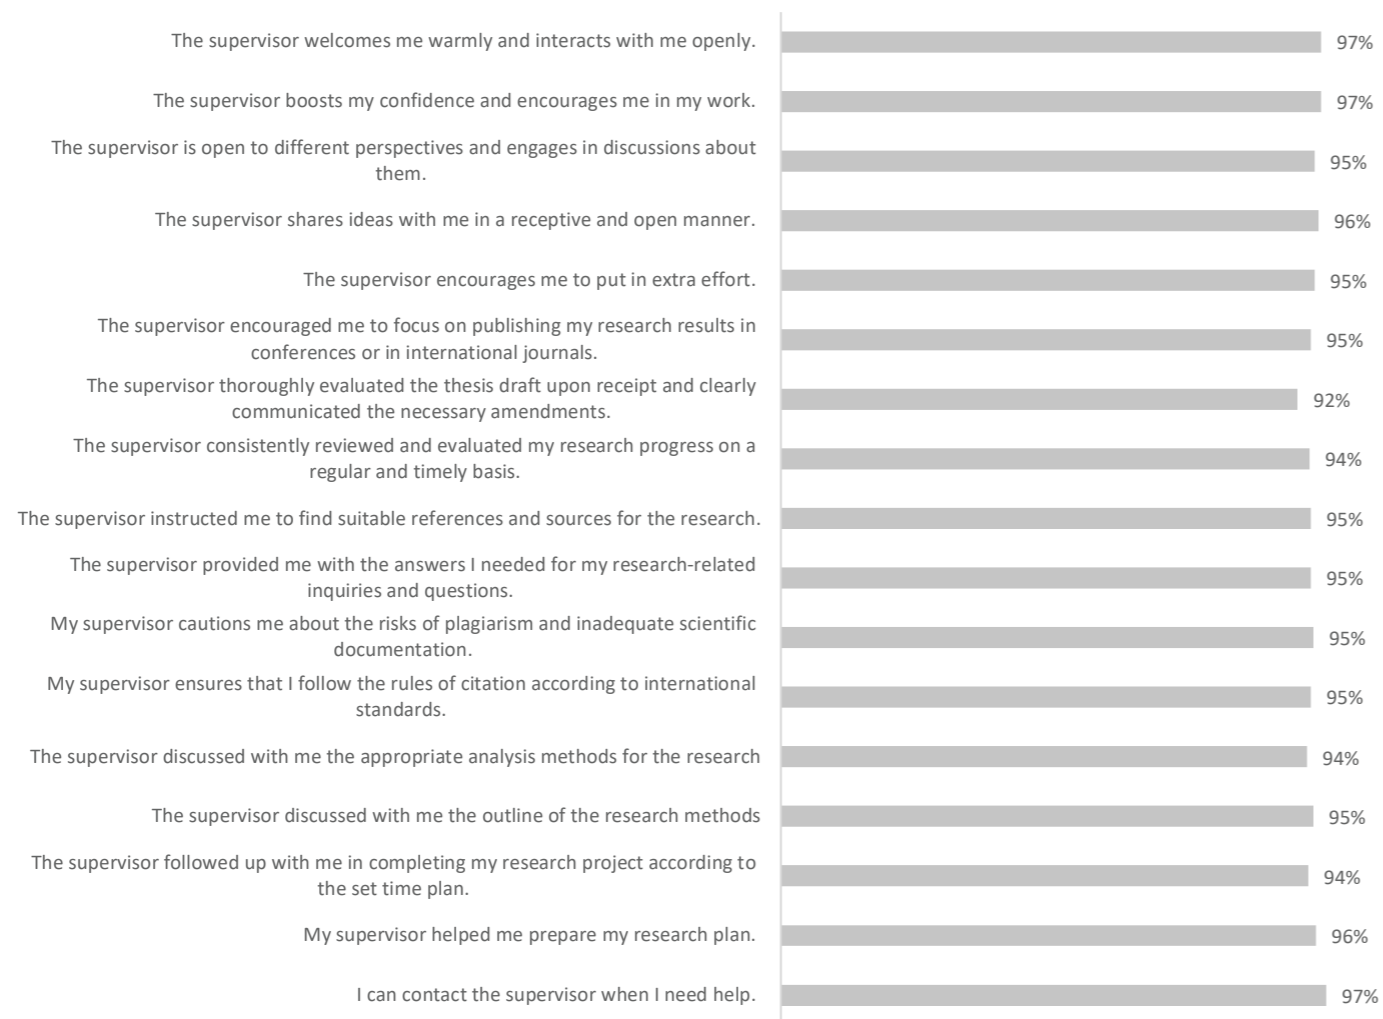 The supervisor welcomes me warmly and interacts with me openly.
97%
The supervisor boosts my confidence and encourages me in my work.
97%
The supervisor is open to different perspectives and engages in discussions about
them.
95%
The supervisor shares ideas with me in a receptive and open manner.
96%
The supervisor encourages me to put in extra effort.
95%
The supervisor encouraged me to focus on publishing my research results in
conferences or in international journals.
95%
The supervisor thoroughly evaluated the thesis draft upon receipt and clearly
communicated the necessary amendments.
92%
The supervisor consistently reviewed and evaluated my research progress on a
regular and timely basis.
94%
The supervisor instructed me to find suitable references and sources for the research.
95%
The supervisor provided me with the answers I needed for my research-related
inquiries and questions.
95%
My supervisor cautions me about the risks of plagiarism and inadequate scientific
documentation.
95%
My supervisor ensures that I follow the rules of citation according to international
standards.
95%
The supervisor discussed with me the appropriate analysis methods for the research
94%
The supervisor discussed with me the outline of the research methods
95%
The supervisor followed up with me in completing my research project according to
the set time plan.
94%
My supervisor helped me prepare my research plan.
96%
I can contact the supervisor when I need help.
97%